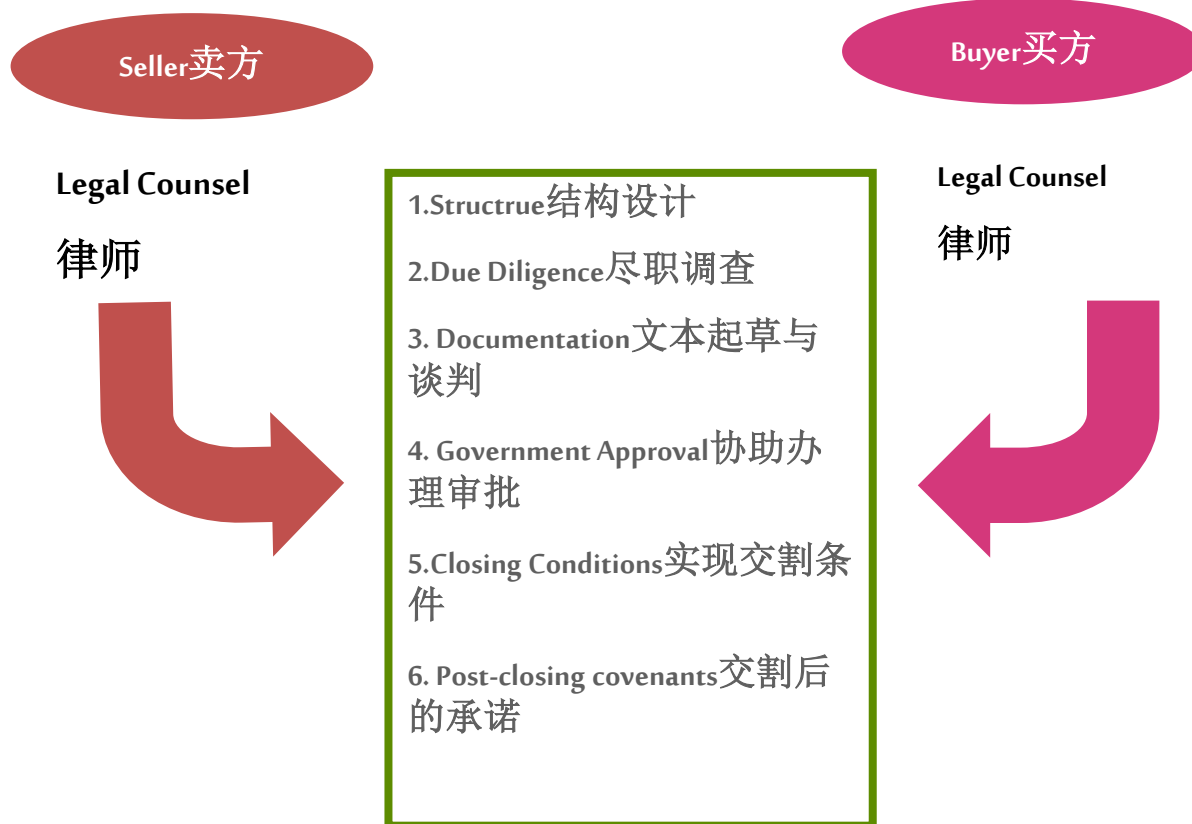 Seller卖方
Buyer买方
Legal Counsel
律师
1.Structrue结构设计
2.Due Diligence尽职调查
3. Documentation文本起草与
谈判
4. Government Approval协助办
理审批
5.Closing Conditions实现交割条
件
6. Post-closing covenants交割后
的承诺
Legal Counsel
律师